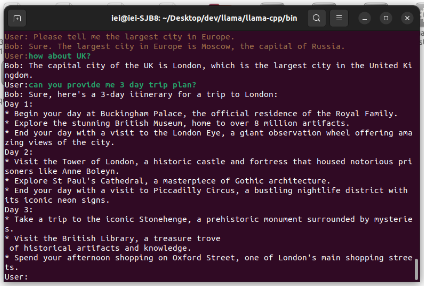 iei@iei-SJB8: ~/Desktop/dev/llama/llama-cpp/bin
User: Please tell me the largest city in Europe.
Bob: Sure. The largest city in Europe is Moscow, the capital of Russia.
User:how about UK?
Bob: The capital city of the UK is London, which is the largest city in the United Ki
ngdom.
User:can you provide me 3 day trip plan?
Bob: Sure, here's a 3-day itinerary for a trip to London:
Day 1:
* Begin your day at Buckingham Palace, the official residence of the Royal Family.
* Explore the stunning British Museum, home to over 8 million artifacts.
* End your day with a visit to the London Eye, a giant observation wheel offering ama
zing views of the city.
Day 2:
* Visit the Tower of London, a historic castle and fortress that housed notorious pri
soners like Anne Boleyn.
* Explore St Paul's Cathedral, a masterpiece of Gothic architecture.
* End your day with a visit to Piccadilly Circus, a bustling nightlife district with
its iconic neon signs.
Day 3:
* Take a trip to the iconic Stonehenge, a prehistoric monument surrounded by mysterie
s.
* Visit the British Library, a treasure trove
of historical artifacts and knowledge.
* Spend your afternoon shopping on Oxford Street, one of London's main shopping stree
ts.
User: